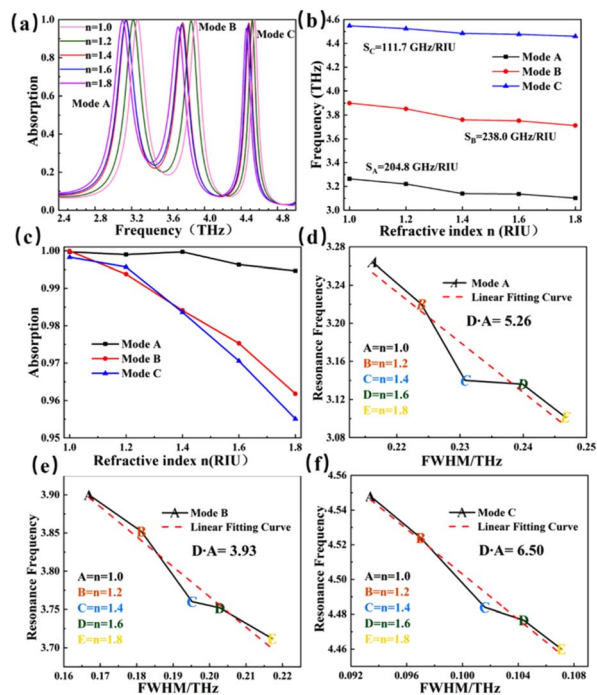 (a)
n=1.0
n=1.2
n=1.4
n=1.6
n=1.8
Mode A
Mode B
Mode C
Absorption
1.0
0.8
0.6
0.4
0.2
0.0
2.4 3.0 3.6 4.2 4.8
Frequency（THz）
(b)
Mode A
Mode B
Mode C
S_C=111.7 GHz/RIU
S_B=238.0 GHz/RIU
S_A=204.8 GHz/RIU
Frequency (THz)
4.5
4.2
3.9
3.6
3.3
3.0
1.0 1.2 1.4 1.6 1.8
Refractive index n (RIU)
(c)
Mode A
Mode B
Mode C
Absorption
1.00
0.99
0.98
0.97
0.96
0.95
1.0 1.2 1.4 1.6 1.8
Refractive index n(RIU)
(d)
Mode A
Linear Fitting Curve
D·A= 5.26
A=n=1.0
B=n=1.2
C=n=1.4
D=n=1.6
E=n=1.8
A
B
C
D
E
Resonance Frequency
3.28
3.24
3.20
3.16
3.12
3.08
0.22 0.23 0.24 0.25
FWHM/THz
(e)
Mode B
Linear Fitting Curve
D·A= 3.93
A=n=1.0
B=n=1.2
C=n=1.4
D=n=1.6
E=n=1.8
A
B
C
D
E
Resonance Frequency
3.90
3.85
3.80
3.75
3.70
0.16 0.17 0.18 0.19 0.20 0.21 0.22
FWHM/THz
(f)
Mode C
Linear Fitting Curve
D·A= 6.50
A=n=1.0
B=n=1.2
C=n=1.4
D=n=1.6
E=n=1.8
A
B
C
D
E
Resonance Frequency
4.56
4.54
4.52
4.50
4.48
4.46
0.092 0.096 0.100 0.104 0.108
FWHM/THz